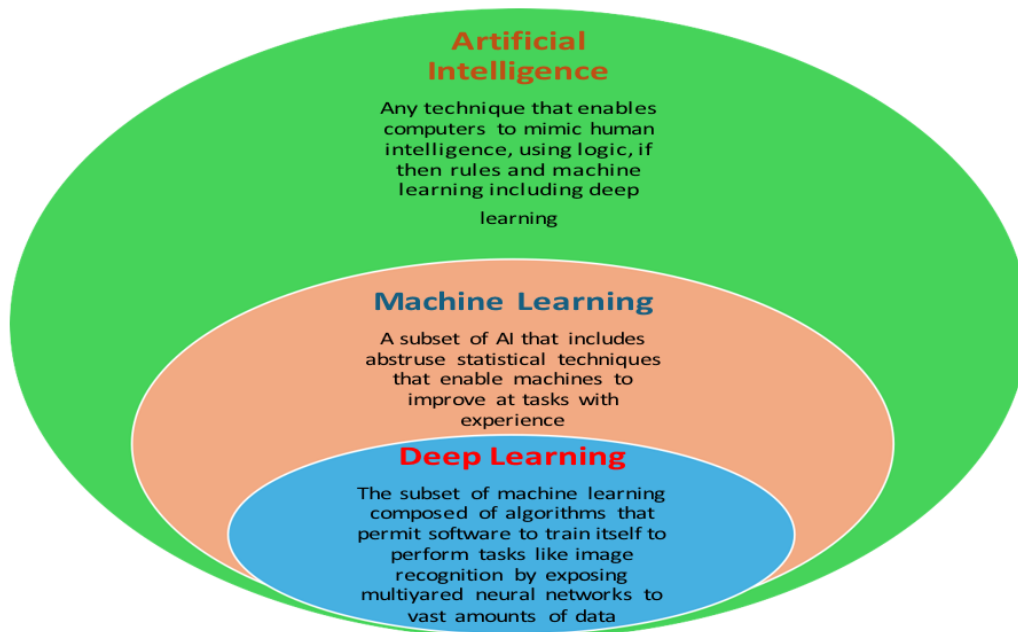 Artificial
Intelligence
Any technique that enables
computers to mimic human
intelligence, using logic, if
then rules and machine
learning including deep
learning
Machine Learning
A subset of AI that includes
abstruse statistical techniques
that enable machines to
improve at tasks with
experience
Deep Learning
The subset of machine learning
composed of algorithms that
permit software to train itself to
perform tasks like image
recognition by exposing
multiyared neural networks to
vast amounts of data